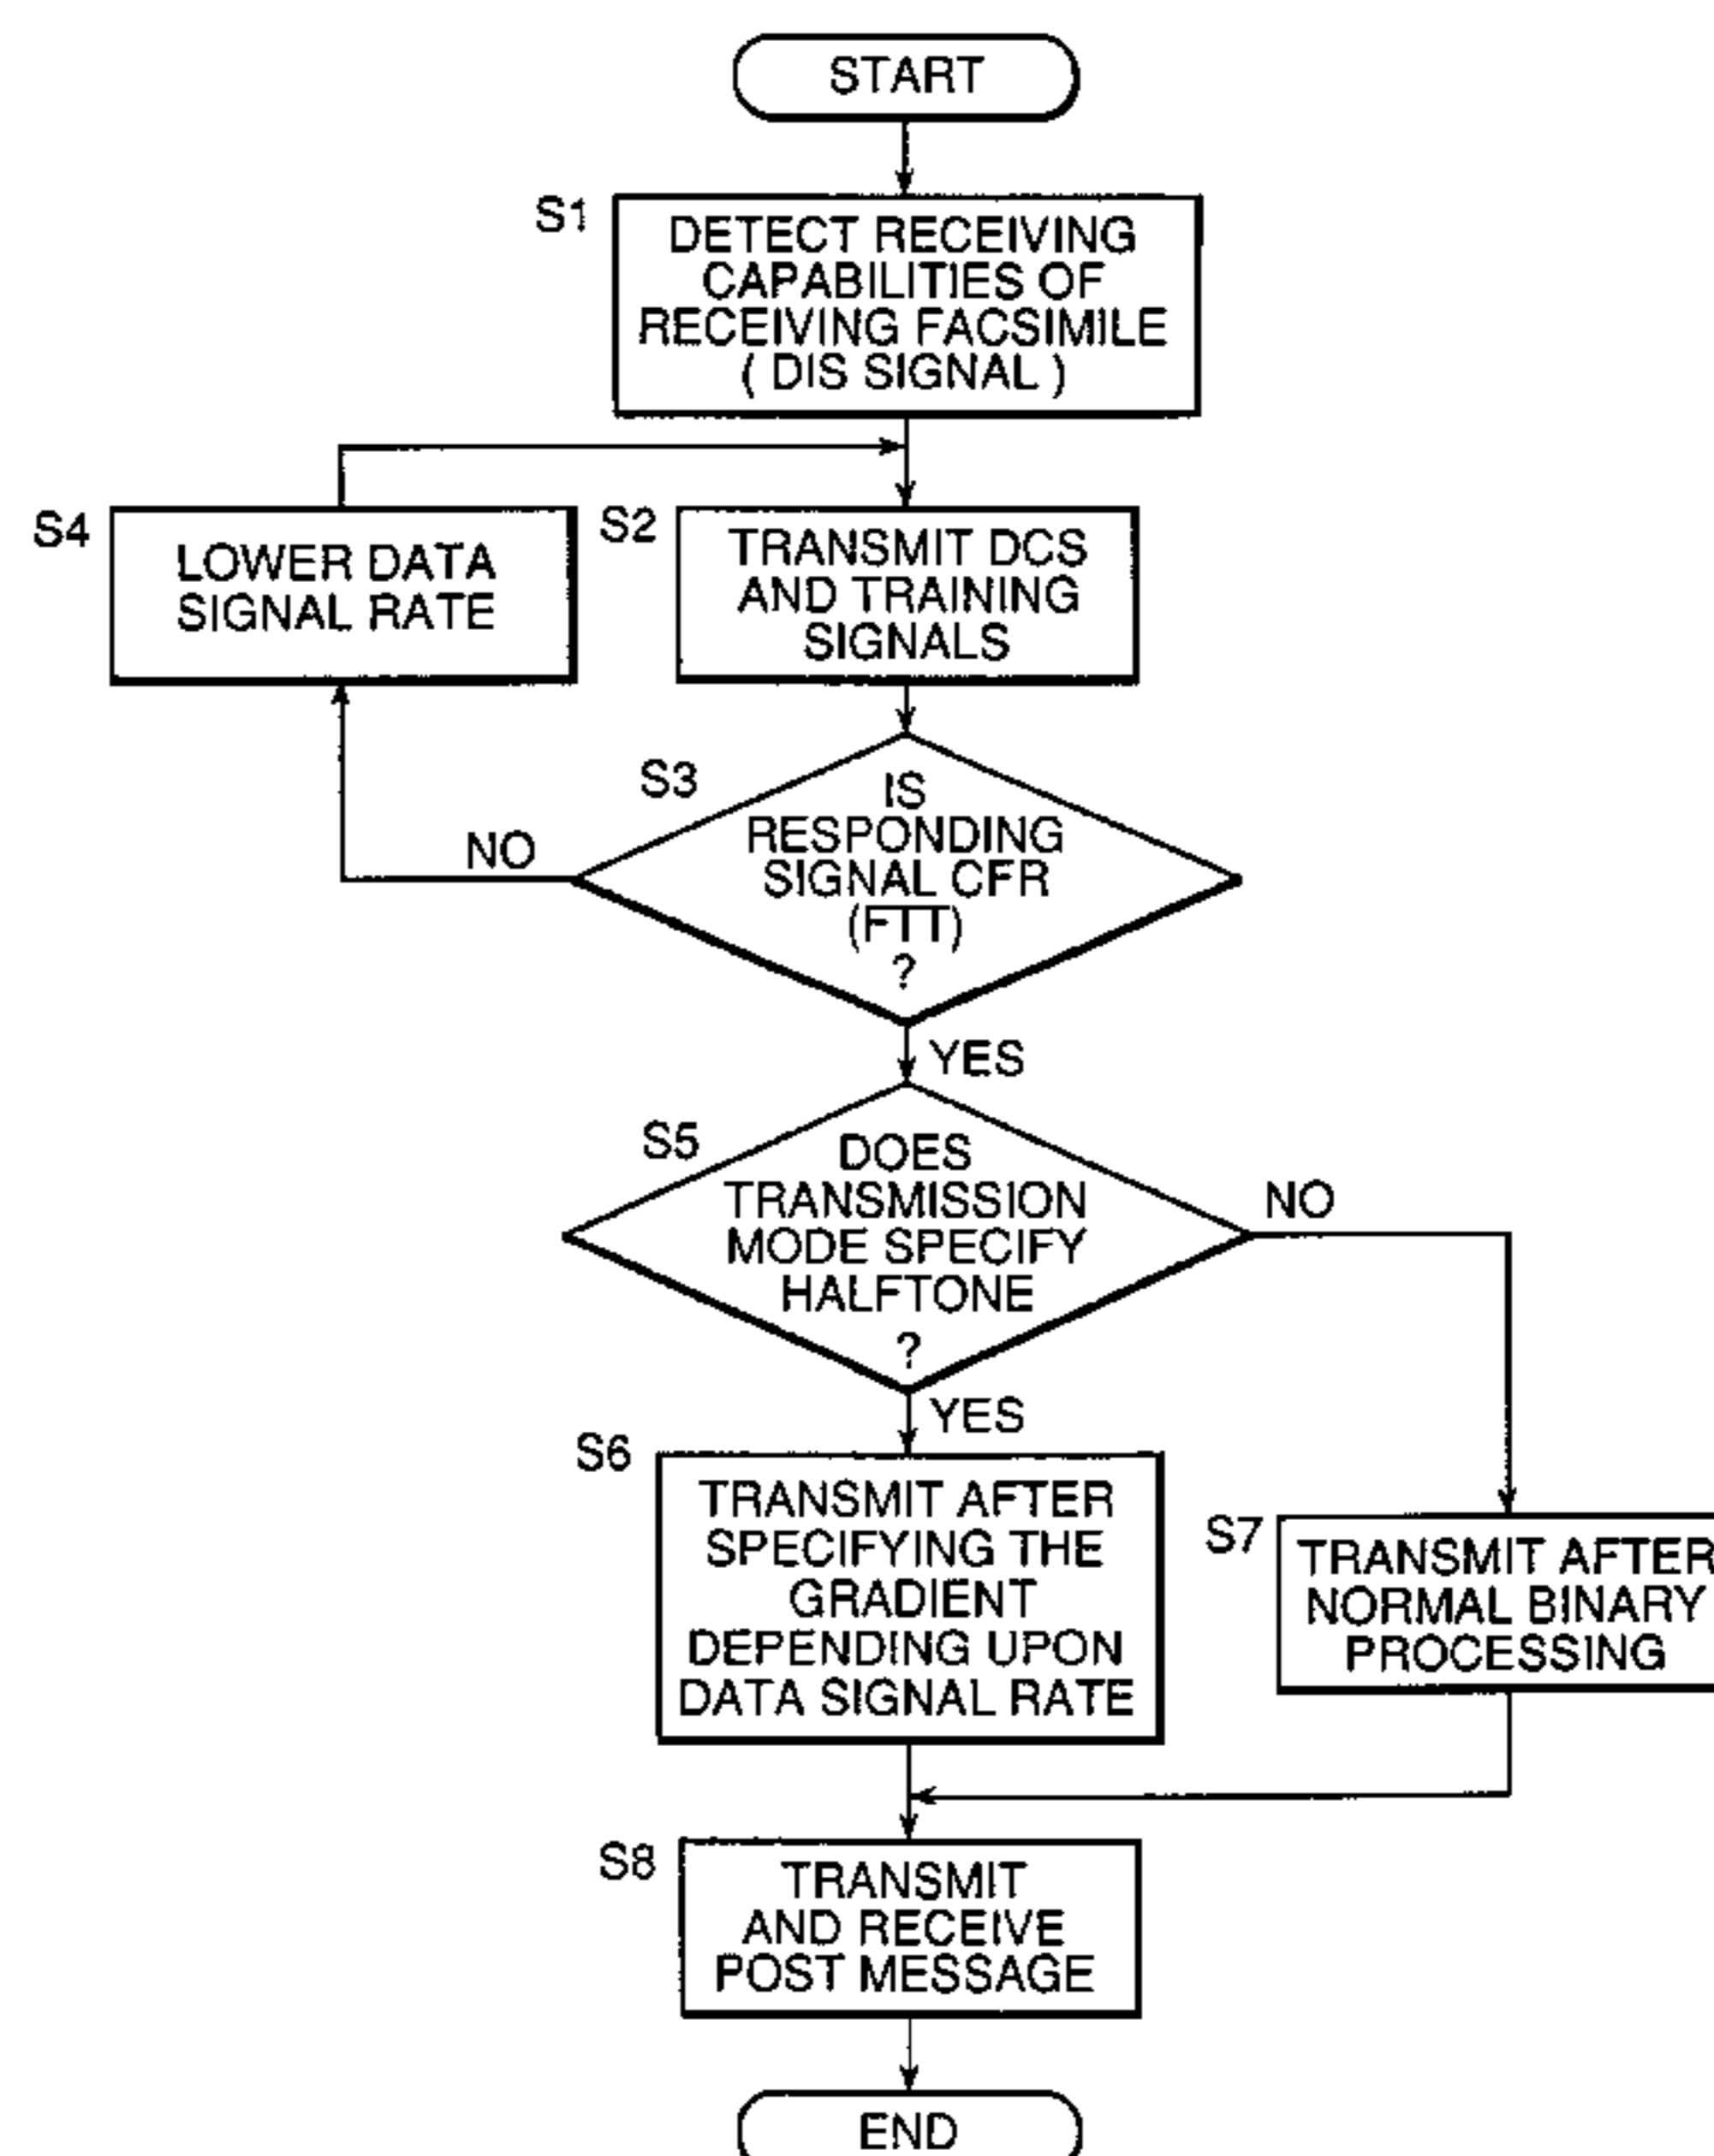 START
S1
DETECT RECEIVING
CAPABILITIES OF
RECEIVING FACSIMILE
( DIS SIGNAL )
S4
LOWER DATA
SIGNAL RATE
S2
TRANSMIT DCS
AND TRAINING
SIGNALS
S3
IS
RESPONDING
SIGNAL CFR
(F̅T̅T̅)
?
NO
YES
S5
DOES
TRANSMISSION
MODE SPECIFY
HALFTONE
?
NO
YES
S6
TRANSMIT AFTER
SPECIFYING THE
GRADIENT
DEPENDING UPON
DATA SIGNAL RATE
S7
TRANSMIT AFTER
NORMAL BINARY
PROCESSING
S8
TRANSMIT
AND RECEIVE
POST MESSAGE
END